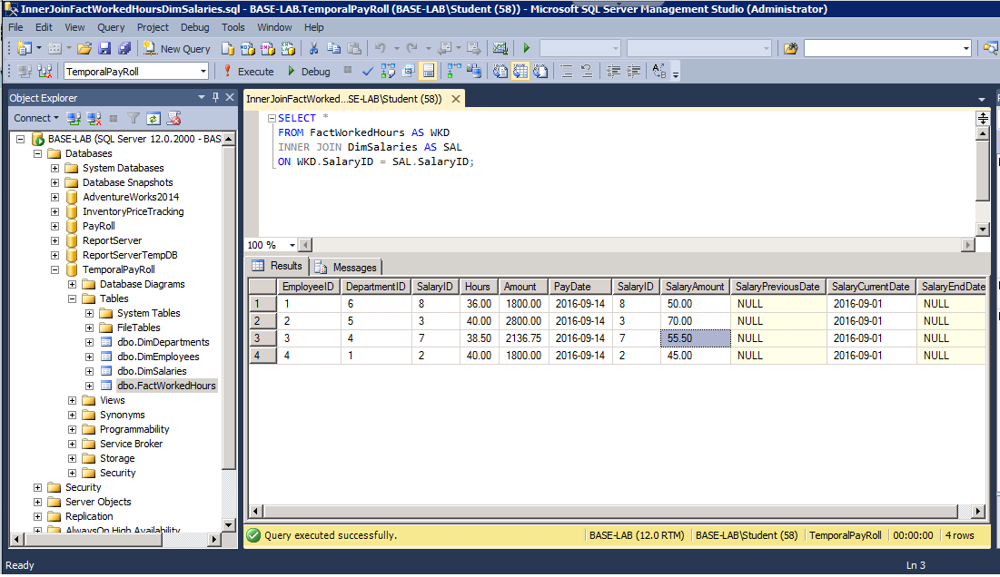 InnerJoinFactWorkedHoursDimSalaries.sql - BASE-LAB.TemporalPayRoll (BASE-LAB\Student (58)) - Microsoft SQL Server Management Studio (Administrator)
File Edit View Query Project Debug Tools Window Help
New Query
TemporalPayRoll Execute Debug
Object Explorer
Connect
BASE-LAB (SQL Server 12.0.2000 - BAS
Databases
System Databases
Database Snapshots
AdventureWorks2014
InventoryPriceTracking
PayRoll
ReportServer
ReportServerTempDB
TemporalPayRoll
Database Diagrams
Tables
System Tables
FileTables
dbo.DimDepartments
dbo.DimEmployees
dbo.DimSalaries
dbo.FactWorkedHours
Views
Synonyms
Programmability
Service Broker
Storage
Security
Security
Server Objects
Replication
AlwaysOn High Availability
InnerJoinFactWorked...SE-LAB\Student (58))
SELECT *
FROM FactWorkedHours AS WKD
INNER JOIN DimSalaries AS SAL
ON WKD.SalaryID = SAL.SalaryID;
100 %
Results Messages
EmployeeID DepartmentID SalaryID Hours Amount PayDate SalaryID SalaryAmount SalaryPreviousDate SalaryCurrentDate SalaryEndDate
1 1 6 8 36.00 1800.00 2016-09-14 8 50.00 NULL 2016-09-01 NULL
2 2 5 3 40.00 2800.00 2016-09-14 3 70.00 NULL 2016-09-01 NULL
3 3 4 7 38.50 2136.75 2016-09-14 7 55.50 NULL 2016-09-01 NULL
4 4 1 2 40.00 1800.00 2016-09-14 2 45.00 NULL 2016-09-01 NULL
Query executed successfully. BASE-LAB (12.0 RTM) BASE-LAB\Student (58) TemporalPayRoll 00:00:00 4 rows
Ready Ln 3